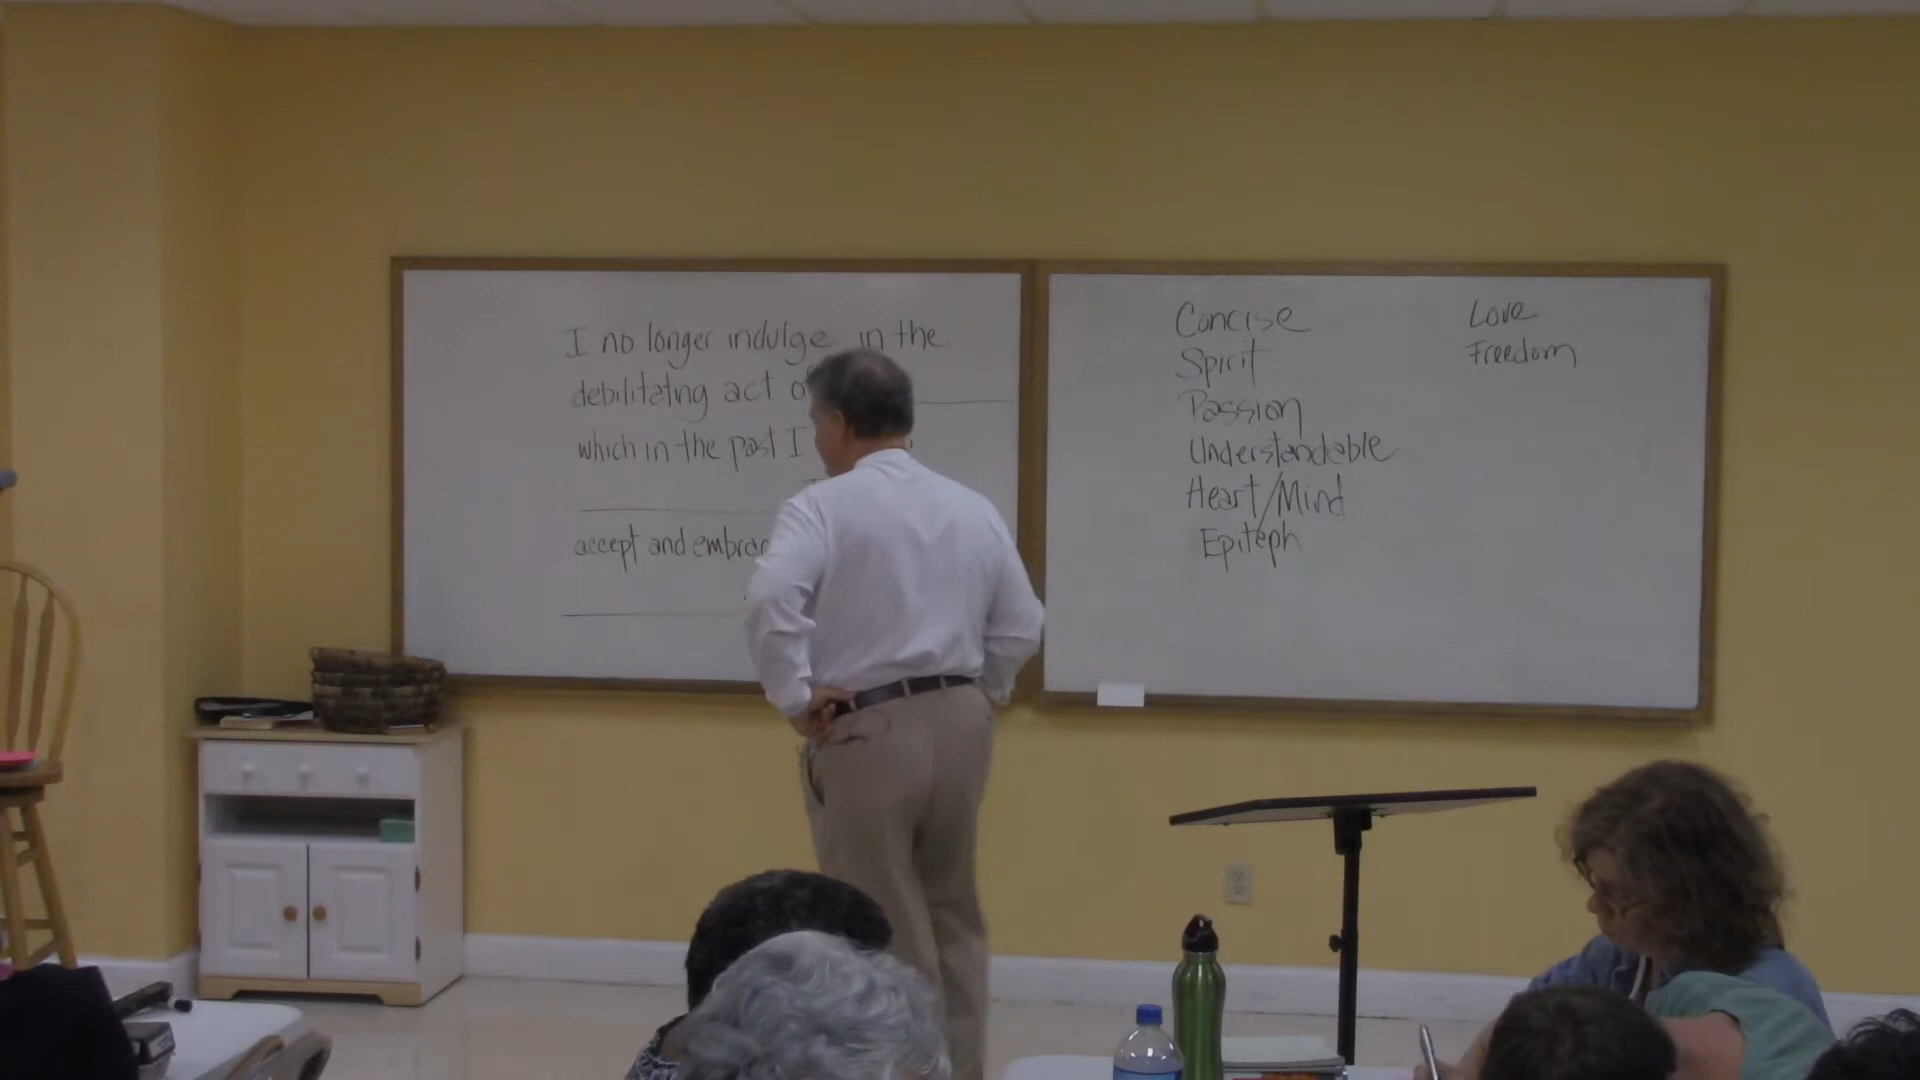 I no longer indulge in the
debilitating act of
which in the past I
accept and embrac
Concise
Spirit
Passion
Understandable
Heart/Mind
Epiteph
Love
Freedom